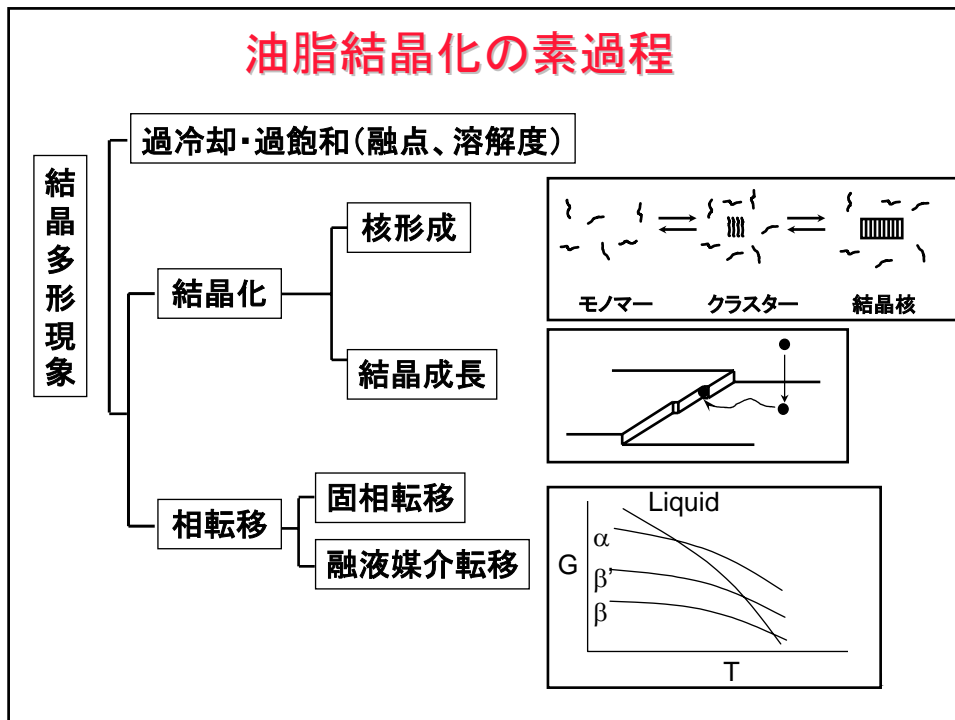 油脂結晶化の素過程
結晶多形現象
過冷却・過飽和(融点、溶解度)
結晶化
核形成
結晶成長
モノマー
クラスター
結晶核
相転移
固相転移
融液媒介転移
Liquid
G
α
β'
β
T